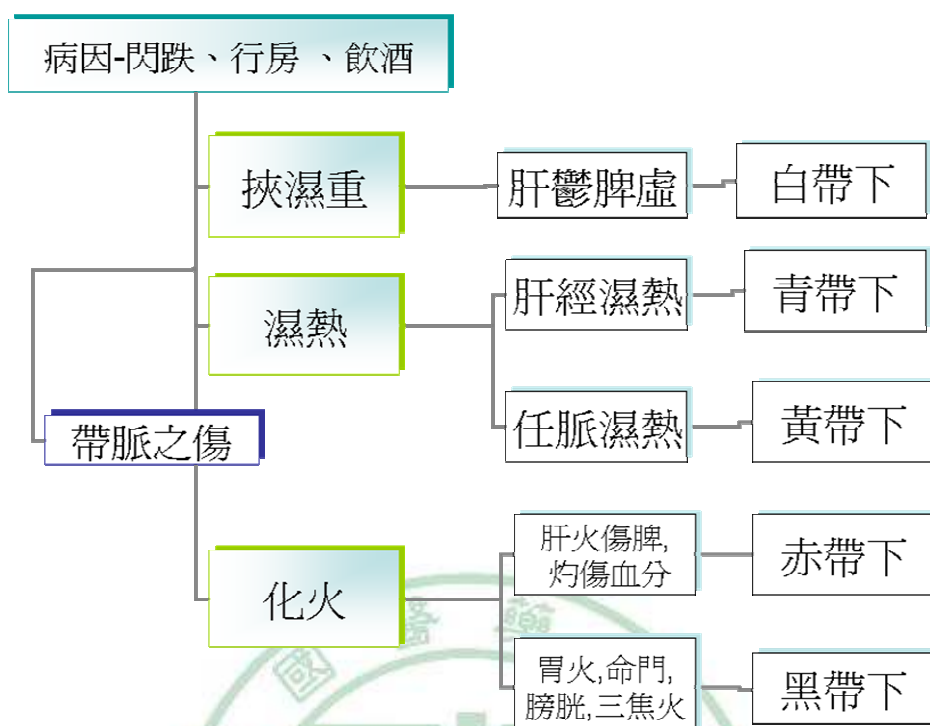 病因-閃跌、行房 、飲酒
挾濕重
肝鬱脾虛
白帶下
濕熱
肝經濕熱
青帶下
任脈濕熱
黃帶下
帶脈之傷
化火
肝火傷脾,
灼傷血分
赤帶下
胃火,命門,
膀胱,三焦火
黑帶下
國
醫
藥